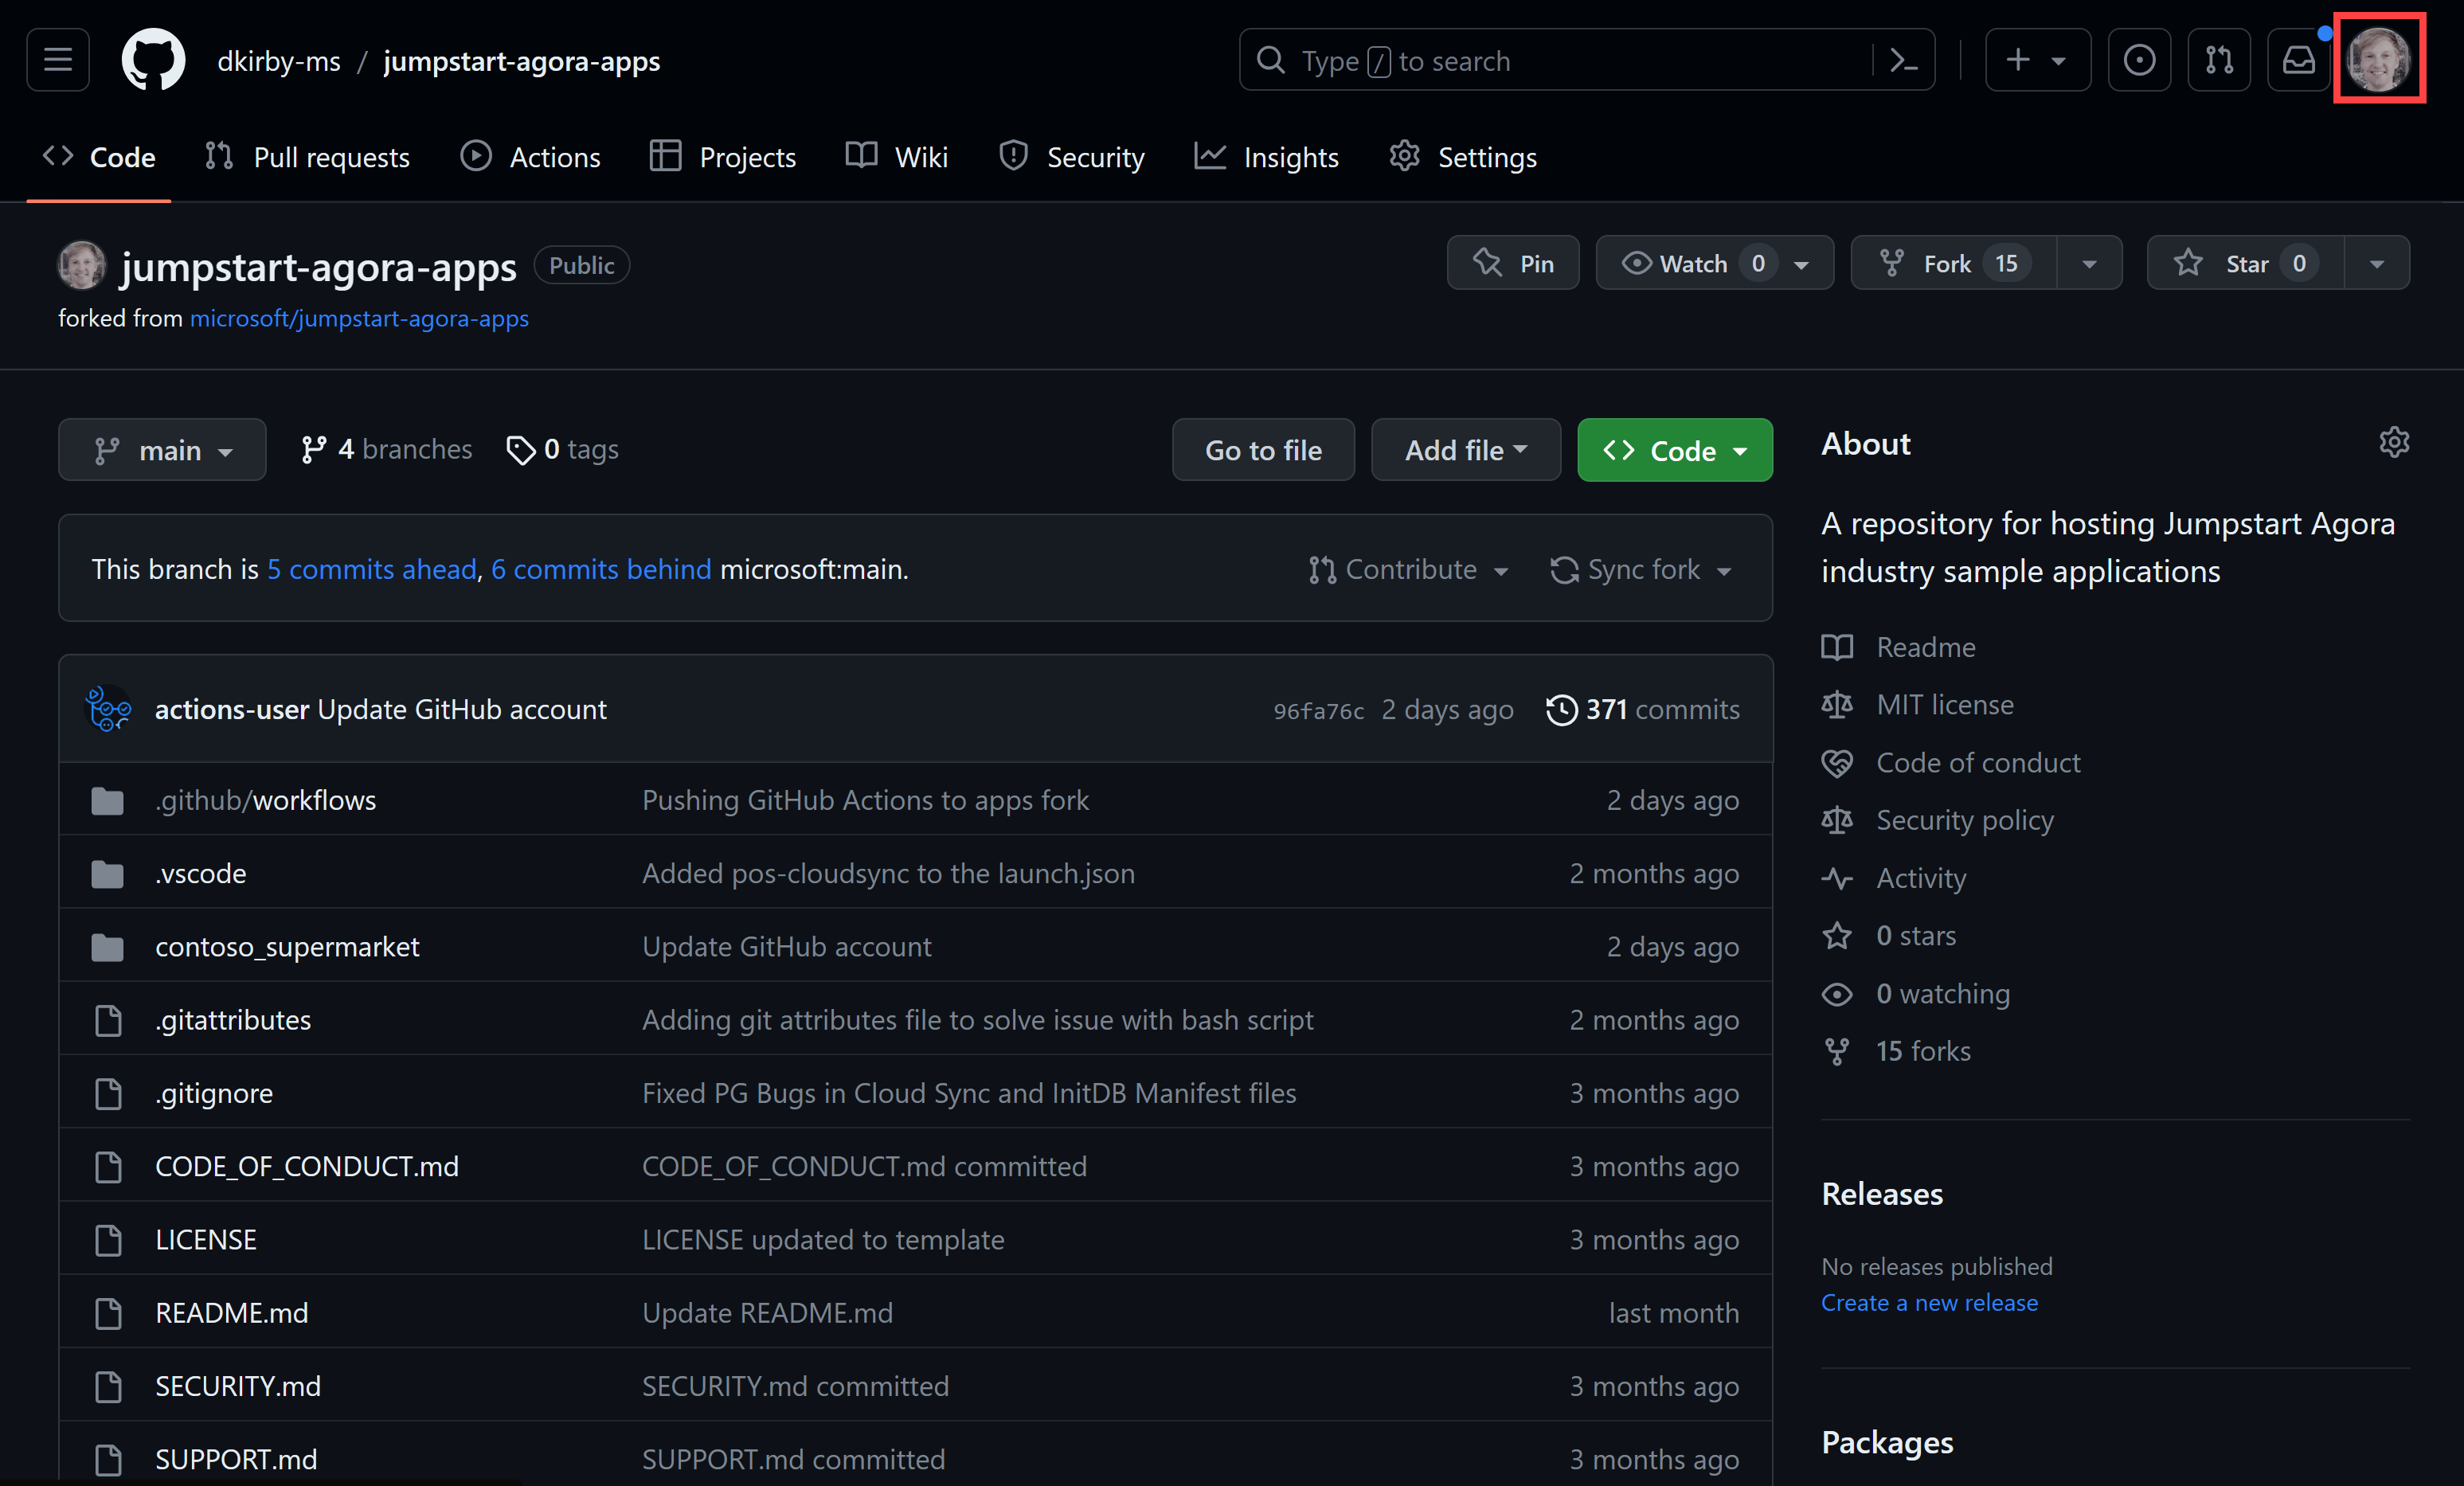 dkirby-ms / jumpstart-agora-apps
Type / to search
Code Pull requests Actions Projects Wiki Security Insights Settings
jumpstart-agora-apps Public
Pin Watch 0 Fork 15 Star 0
forked from microsoft/jumpstart-agora-apps
main 4 branches 0 tags
Go to file Add file Code
This branch is 5 commits ahead, 6 commits behind microsoft:main.
Contribute Sync fork
actions-user Update GitHub account 96fa76c 2 days ago 371 commits
.github/workflows Pushing GitHub Actions to apps fork 2 days ago
.vscode Added pos-cloudsync to the launch.json 2 months ago
contoso_supermarket Update GitHub account 2 days ago
.gitattributes Adding git attributes file to solve issue with bash script 2 months ago
.gitignore Fixed PG Bugs in Cloud Sync and InitDB Manifest files 3 months ago
CODE_OF_CONDUCT.md CODE_OF_CONDUCT.md committed 3 months ago
LICENSE LICENSE updated to template 3 months ago
README.md Update README.md last month
SECURITY.md SECURITY.md committed 3 months ago
SUPPORT.md SUPPORT.md committed 3 months ago
About
A repository for hosting Jumpstart Agora
industry sample applications
Readme
MIT license
Code of conduct
Security policy
Activity
0 stars
0 watching
15 forks
Releases
No releases published
Create a new release
Packages